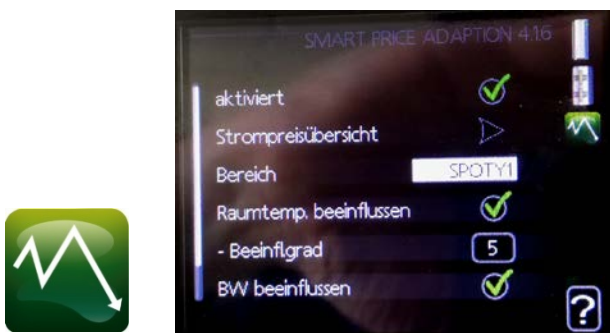 SMART PRICE ADAPTION 4.1.6
aktiviert
Strompreisübersicht
Bereich SPOTY1
Raumtemp. beeinflussen
- Beeinflgrad 5
BW beeinflussen
?